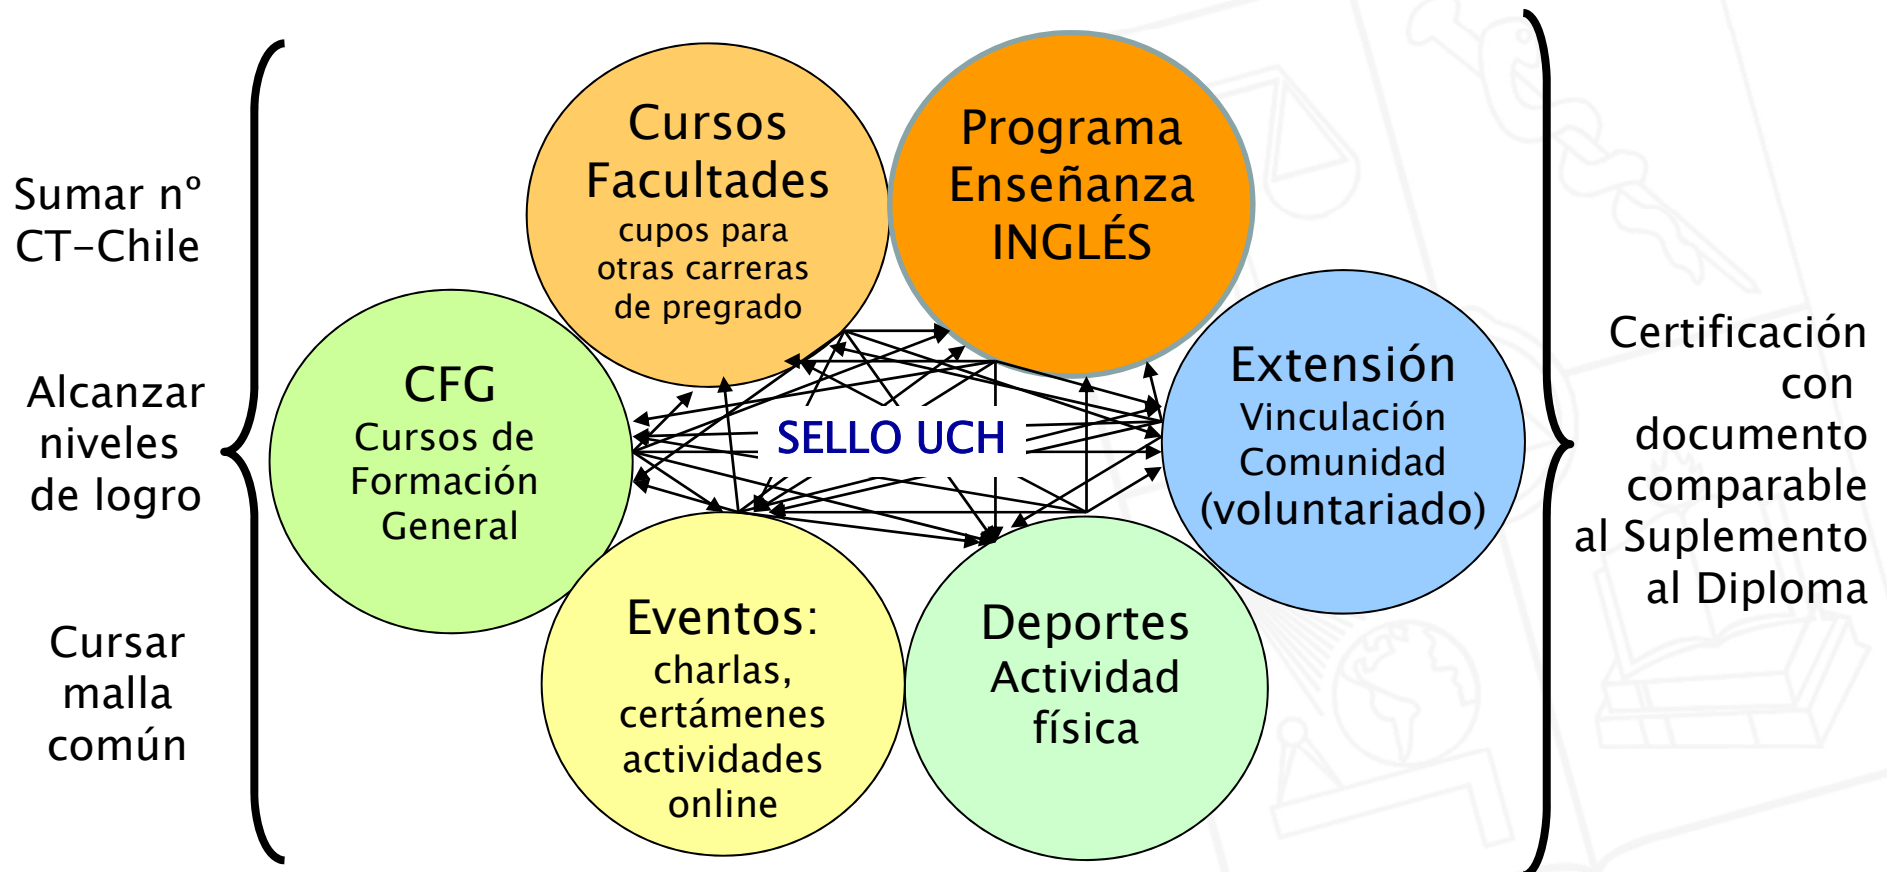 Sumar nº
CT-Chile
Alcanzar
niveles
de logro
Cursar
malla
común
Cursos
Facultades
cupos para
otras carreras
de pregrado
Programa
Enseñanza
INGLÉS
CFG
Cursos de
Formación
General
SELLO UCH
Extensión
Vinculación
Comunidad
(voluntariado)
Eventos:
charlas,
certámenes
actividades
online
Deportes
Actividad
física
Certificación
con
documento
comparable
al Suplemento
al Diploma